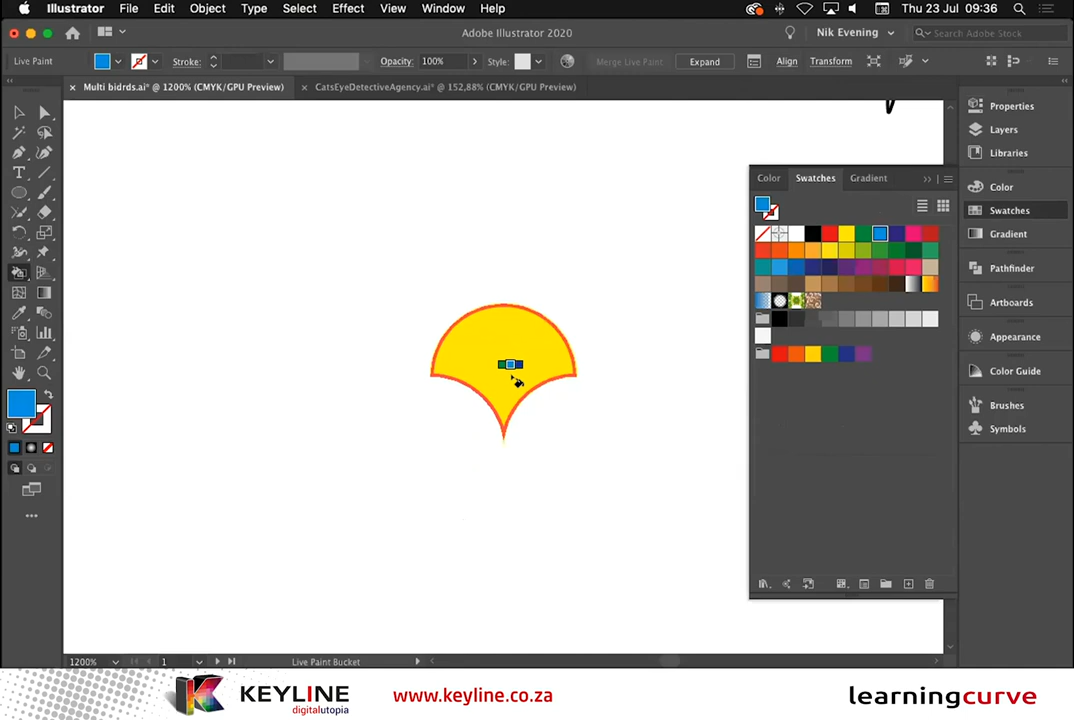 Illustrator File Edit Object Type Select Effect View Window Help Thu 23 Jul 09:36
Adobe Illustrator 2020 Nik Evening Search Adobe Stock
Live Paint Stroke: Opacity: 100% Style: Merge Live Paint Expand Align Transform
Multi bidrds.ai* @ 1200% (CMYK/GPU Preview) CatsEyeDetectiveAgency.ai* @ 152,88% (CMYK/GPU Preview)
Properties
Layers
Libraries
Color Swatches Gradient
Color
Swatches
Gradient
Pathfinder
Artboards
Appearance
Color Guide
Brushes
Symbols
1200% 1 Live Paint Bucket
KEYLINE
digitalutopia
www.keyline.co.za
learningcurve